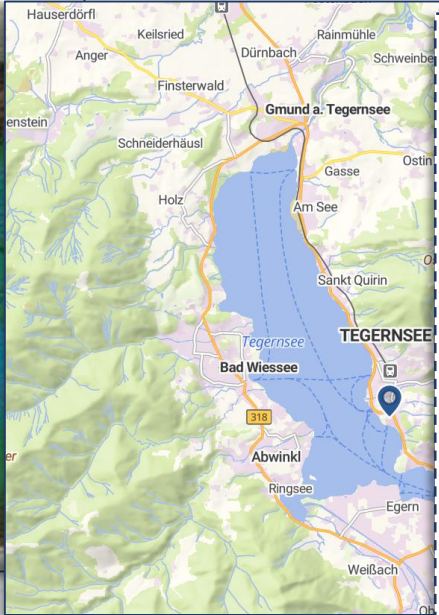 Hauserdörfl
Keilsried
Rainmühle
Anger
Dürnbach
Schweinbe
Finsterwald
Gmund a. Tegernsee
enstein
Schneiderhäusl
Ostin
Gasse
Holz
Am See
Sankt Quirin
TEGERNSEE
Tegernsee
Bad Wiessee
318
er
Abwinkl
Ringsee
Egern
Weißach